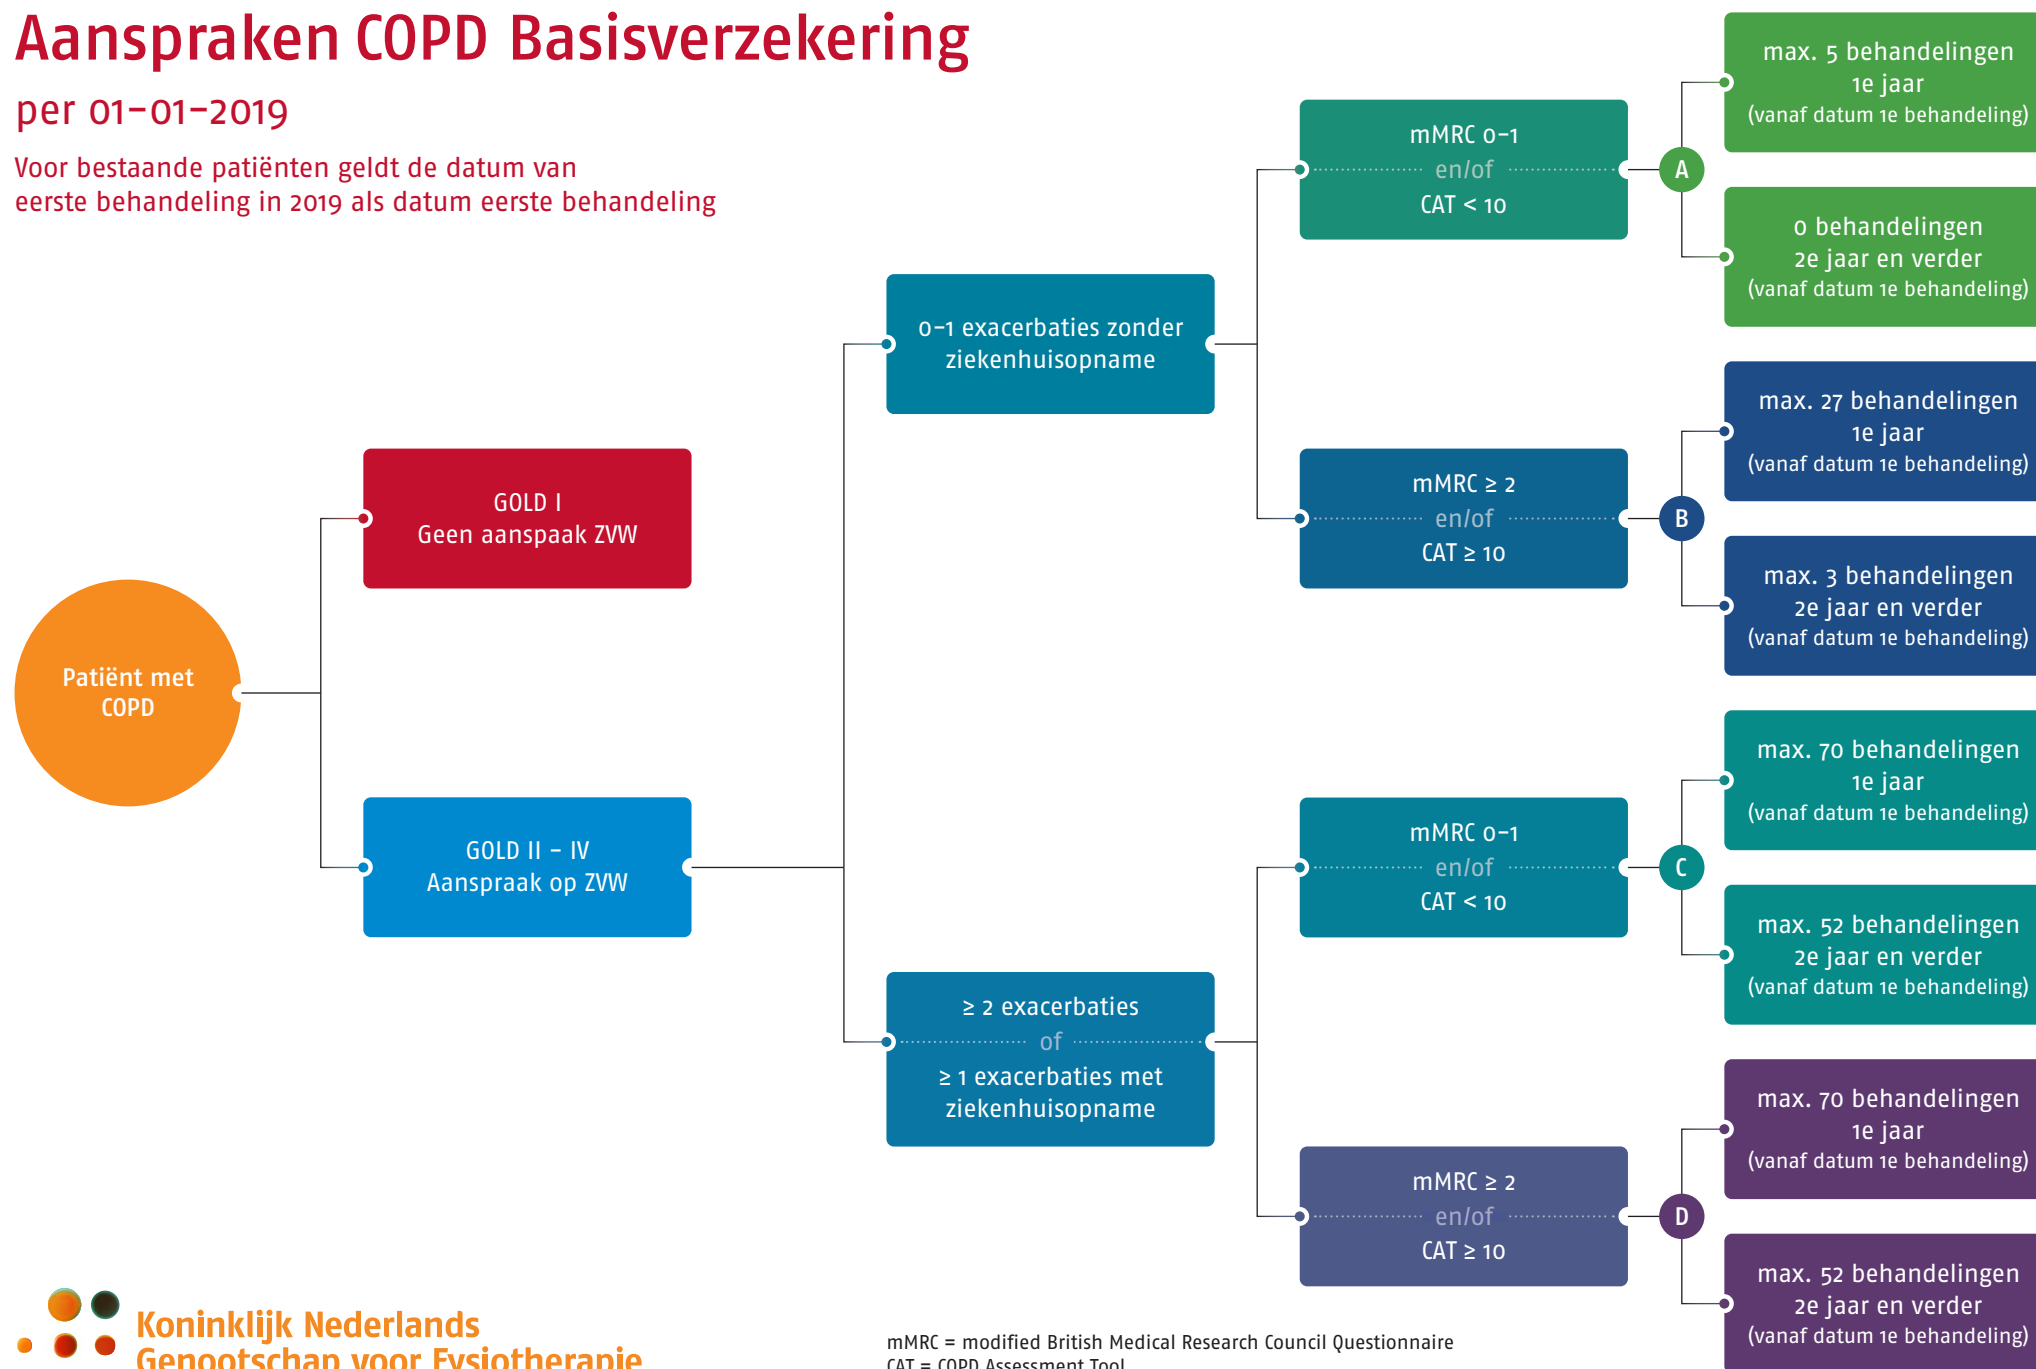 Aanspraken COPD Basisverzekering
per 01-01-2019
Voor bestaande patiënten geldt de datum van
eerste behandeling in 2019 als datum eerste behandeling
Patiënt met
COPD
GOLD I
Geen aanspaak ZVW
GOLD II – IV
Aanspraak op ZVW
0-1 exacerbaties zonder
ziekenhuisopname
≥ 2 exacerbaties
of
≥ 1 exacerbaties met
ziekenhuisopname
mMRC 0-1
en/of
CAT < 10
A
max. 5 behandelingen
1e jaar
(vanaf datum 1e behandeling)
0 behandelingen
2e jaar en verder
(vanaf datum 1e behandeling)
mMRC ≥ 2
en/of
CAT ≥ 10
B
max. 27 behandelingen
1e jaar
(vanaf datum 1e behandeling)
max. 3 behandelingen
2e jaar en verder
(vanaf datum 1e behandeling)
mMRC 0-1
en/of
CAT < 10
C
max. 70 behandelingen
1e jaar
(vanaf datum 1e behandeling)
max. 52 behandelingen
2e jaar en verder
(vanaf datum 1e behandeling)
mMRC ≥ 2
en/of
CAT ≥ 10
D
max. 70 behandelingen
1e jaar
(vanaf datum 1e behandeling)
max. 52 behandelingen
2e jaar en verder
(vanaf datum 1e behandeling)
Koninklijk Nederlands
Genootschap voor Fysiotherapie
mMRC = modified British Medical Research Council Questionnaire
CAT = COPD Assessment Tool